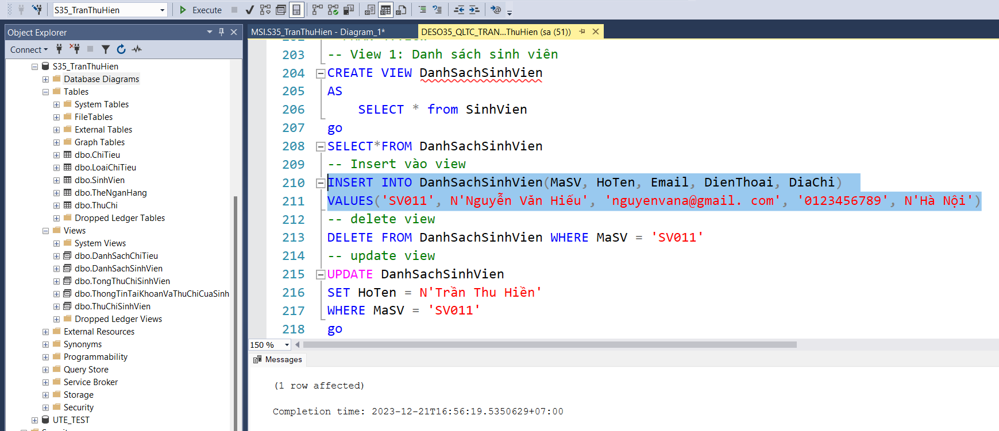 S35_TranThuHien
Execute
Object Explorer
Connect
S35_TranThuHien
Database Diagrams
Tables
System Tables
FileTables
External Tables
Graph Tables
dbo.ChiTieu
dbo.LoaiChiTieu
dbo.SinhVien
dbo.TheNganHang
dbo.ThuChi
Dropped Ledger Tables
Views
System Views
dbo.DanhSachChiTieu
dbo.DanhSachSinhVien
dbo.TongThuChiSinhVien
dbo.ThongTinTaiKhoanVaThuChiCuaSinh
dbo.ThuChiSinhVien
Dropped Ledger Views
External Resources
Synonyms
Programmability
Query Store
Service Broker
Storage
Security
UTE_TEST
MSI.S35_TranThuHien - Diagram_1*
DESO35_QLTC_TRAN...ThuHien (sa (51))
203 -- View 1: Danh sách sinh viên
204 CREATE VIEW DanhSachSinhVien
205 AS
206 SELECT * from SinhVien
207 go
208 SELECT*FROM DanhSachSinhVien
209 -- Insert vào view
210 INSERT INTO DanhSachSinhVien(MaSV, HoTen, Email, DienThoai, DiaChi)
211 VALUES('SV011', N'Nguyễn Văn Hiếu', 'nguyenvana@gmail. com', '0123456789', N'Hà Nội')
212 -- delete view
213 DELETE FROM DanhSachSinhVien WHERE MaSV = 'SV011'
214 -- update view
215 UPDATE DanhSachSinhVien
216 SET HoTen = N'Trần Thu Hiền'
217 WHERE MaSV = 'SV011'
218 go
150 %
Messages
(1 row affected)
Completion time: 2023-12-21T16:56:19.5350629+07:00